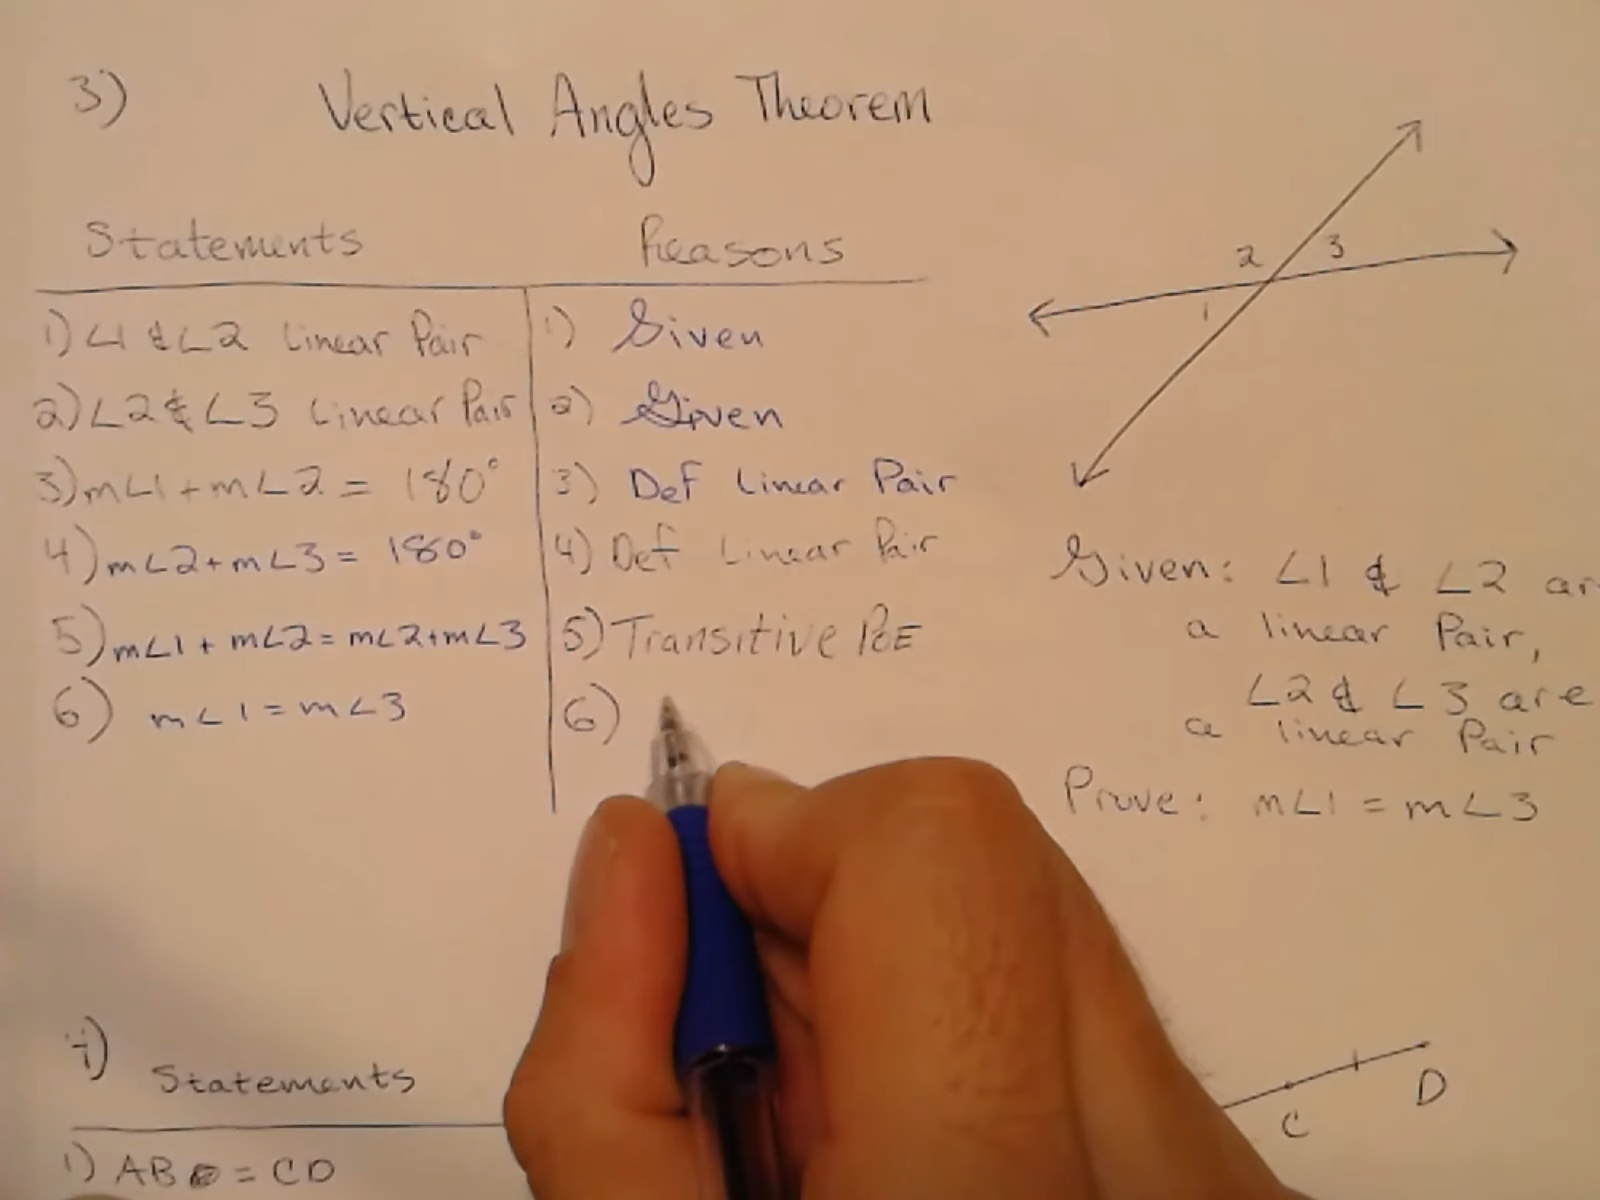 3) Vertical Angles Theorem
Statements Reasons
1) ∠1 & ∠2 Linear Pair 1) Given
2) ∠2 & ∠3 Linear Pair 2) Given
3) m∠1 + m∠2 = 180° 3) Def Linear Pair
4) m∠2 + m∠3 = 180° 4) Def Linear Pair
5) m∠1 + m∠2 = m∠2 + m∠3 5) Transitive PoE
6) m∠1 = m∠3 6)
2 3
1
Given: ∠1 & ∠2 ar
a linear Pair,
∠2 & ∠3 are
a linear Pair
Prove: m∠1 = m∠3
Statements
1) AB = CD
C D